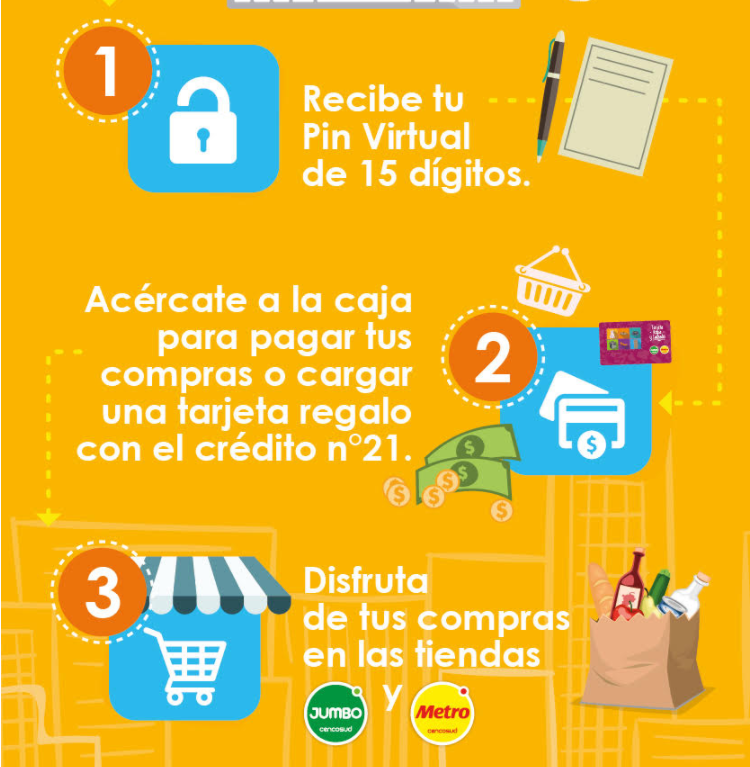 1
Recibe tu
Pin Virtual
de 15 dígitos.
Acércate a la caja
para pagar tus
compras o cargar
una tarjeta regalo
con el crédito n°21.
2
$
$
$
$
$
$
$
3
Disfruta
de tus compras
en las tiendas
JUMBO
cencosud
y
Metro
cencosud